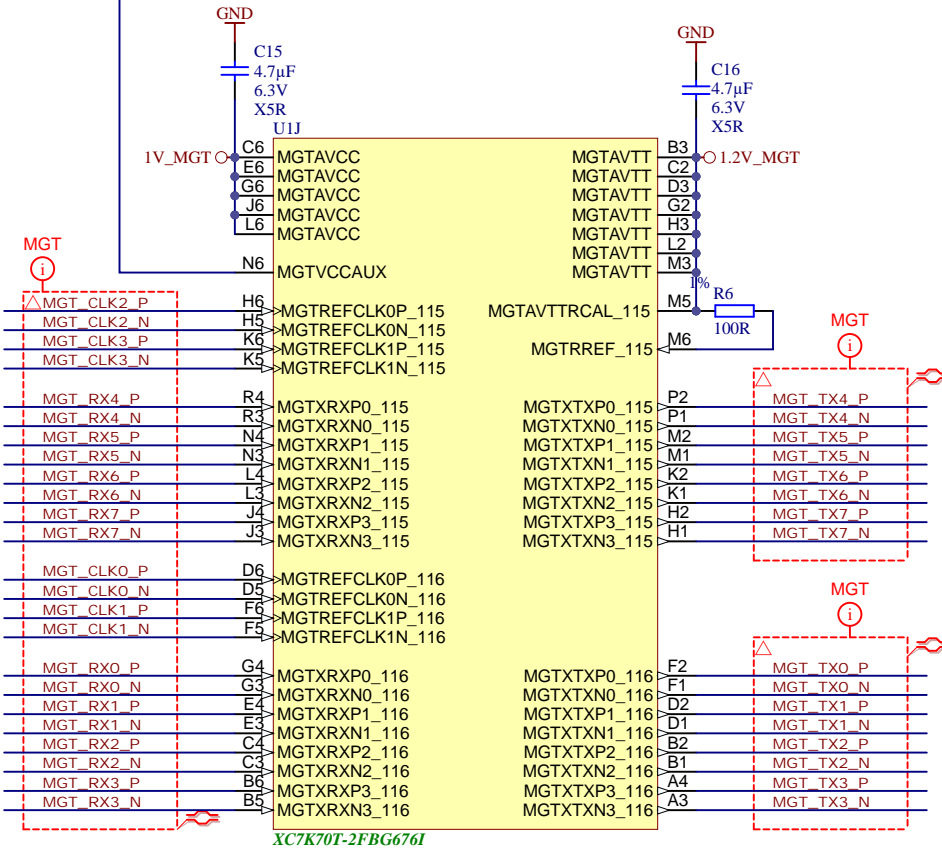 GND
C15
4.7µF
6.3V
X5R
GND
C16
4.7µF
6.3V
X5R
U1J
1V_MGT C6 MGTAVCC MGTAVTT B3 1.2V_MGT
E6 MGTAVCC MGTAVTT C2
G6 MGTAVCC MGTAVTT D3
J6 MGTAVCC MGTAVTT G2
L6 MGTAVCC MGTAVTT H3
MGTAVTT L2
N6 MGTVCCAUX MGTAVTT M3
MGT
i
1%
MGT_CLK2_P H6 MGTREFCLK0P_115 MGTAVTTRCAL_115 M5 R6
100R
MGT_CLK2_N H5 MGTREFCLK0N_115
MGT_CLK3_P K6 MGTREFCLK1P_115 MGTRREF_115 M6
MGT_CLK3_N K5 MGTREFCLK1N_115
MGT
i
MGT_RX4_P R4 MGTXRXP0_115 MGTXTXP0_115 P2 MGT_TX4_P
MGT_RX4_N R3 MGTXRXN0_115 MGTXTXN0_115 P1 MGT_TX4_N
MGT_RX5_P N4 MGTXRXP1_115 MGTXTXP1_115 M2 MGT_TX5_P
MGT_RX5_N N3 MGTXRXN1_115 MGTXTXN1_115 M1 MGT_TX5_N
MGT_RX6_P L4 MGTXRXP2_115 MGTXTXP2_115 K2 MGT_TX6_P
MGT_RX6_N L3 MGTXRXN2_115 MGTXTXN2_115 K1 MGT_TX6_N
MGT_RX7_P J4 MGTXRXP3_115 MGTXTXP3_115 H2 MGT_TX7_P
MGT_RX7_N J3 MGTXRXN3_115 MGTXTXN3_115 H1 MGT_TX7_N
MGT_CLK0_P D6 MGTREFCLK0P_116
MGT_CLK0_N D5 MGTREFCLK0N_116
MGT_CLK1_P F6 MGTREFCLK1P_116
MGT_CLK1_N F5 MGTREFCLK1N_116
MGT
i
MGT_RX0_P G4 MGTXRXP0_116 MGTXTXP0_116 F2 MGT_TX0_P
MGT_RX0_N G3 MGTXRXN0_116 MGTXTXN0_116 F1 MGT_TX0_N
MGT_RX1_P E4 MGTXRXP1_116 MGTXTXP1_116 D2 MGT_TX1_P
MGT_RX1_N E3 MGTXRXN1_116 MGTXTXN1_116 D1 MGT_TX1_N
MGT_RX2_P C4 MGTXRXP2_116 MGTXTXP2_116 B2 MGT_TX2_P
MGT_RX2_N C3 MGTXRXN2_116 MGTXTXN2_116 B1 MGT_TX2_N
MGT_RX3_P B6 MGTXRXP3_116 MGTXTXP3_116 A4 MGT_TX3_P
MGT_RX3_N B5 MGTXRXN3_116 MGTXTXN3_116 A3 MGT_TX3_N
XC7K70T-2FBG676I